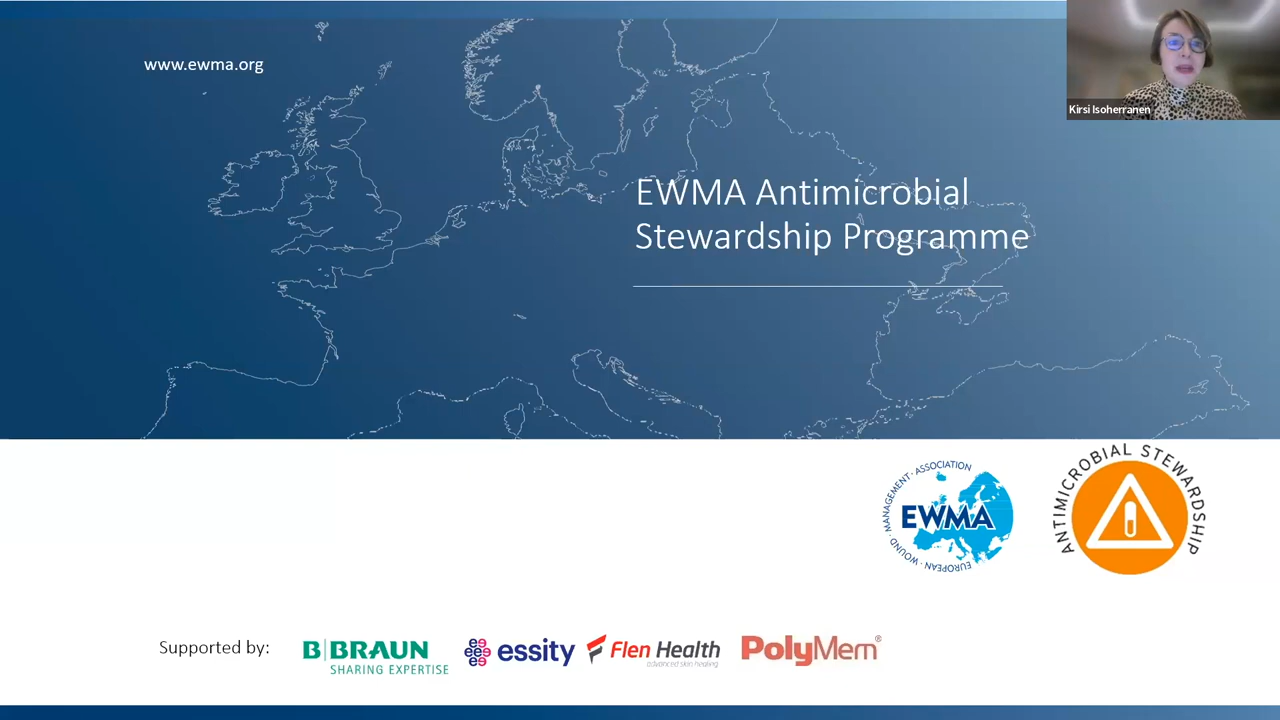 www.ewma.org
Kirsi Isoherranen
EWMA Antimicrobial
Stewardship Programme
EUROPEAN · WOUND · MANAGEMENT · ASSOCIATION
EWMA
ANTIMICROBIAL STEWARDSHIP
Supported by:
B|BRAUN
SHARING EXPERTISE
essity
Flen Health
advanced skin healing
PolyMem®